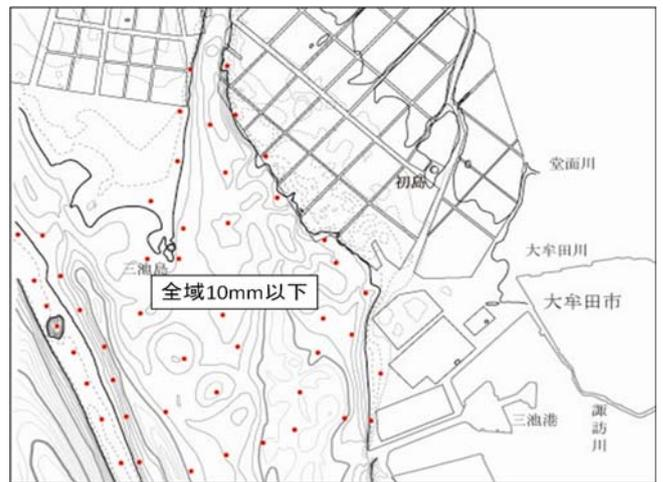 堂面川
初島
大牟田川
三池島
全域10mm以下
大牟田市
三池港
諏訪川